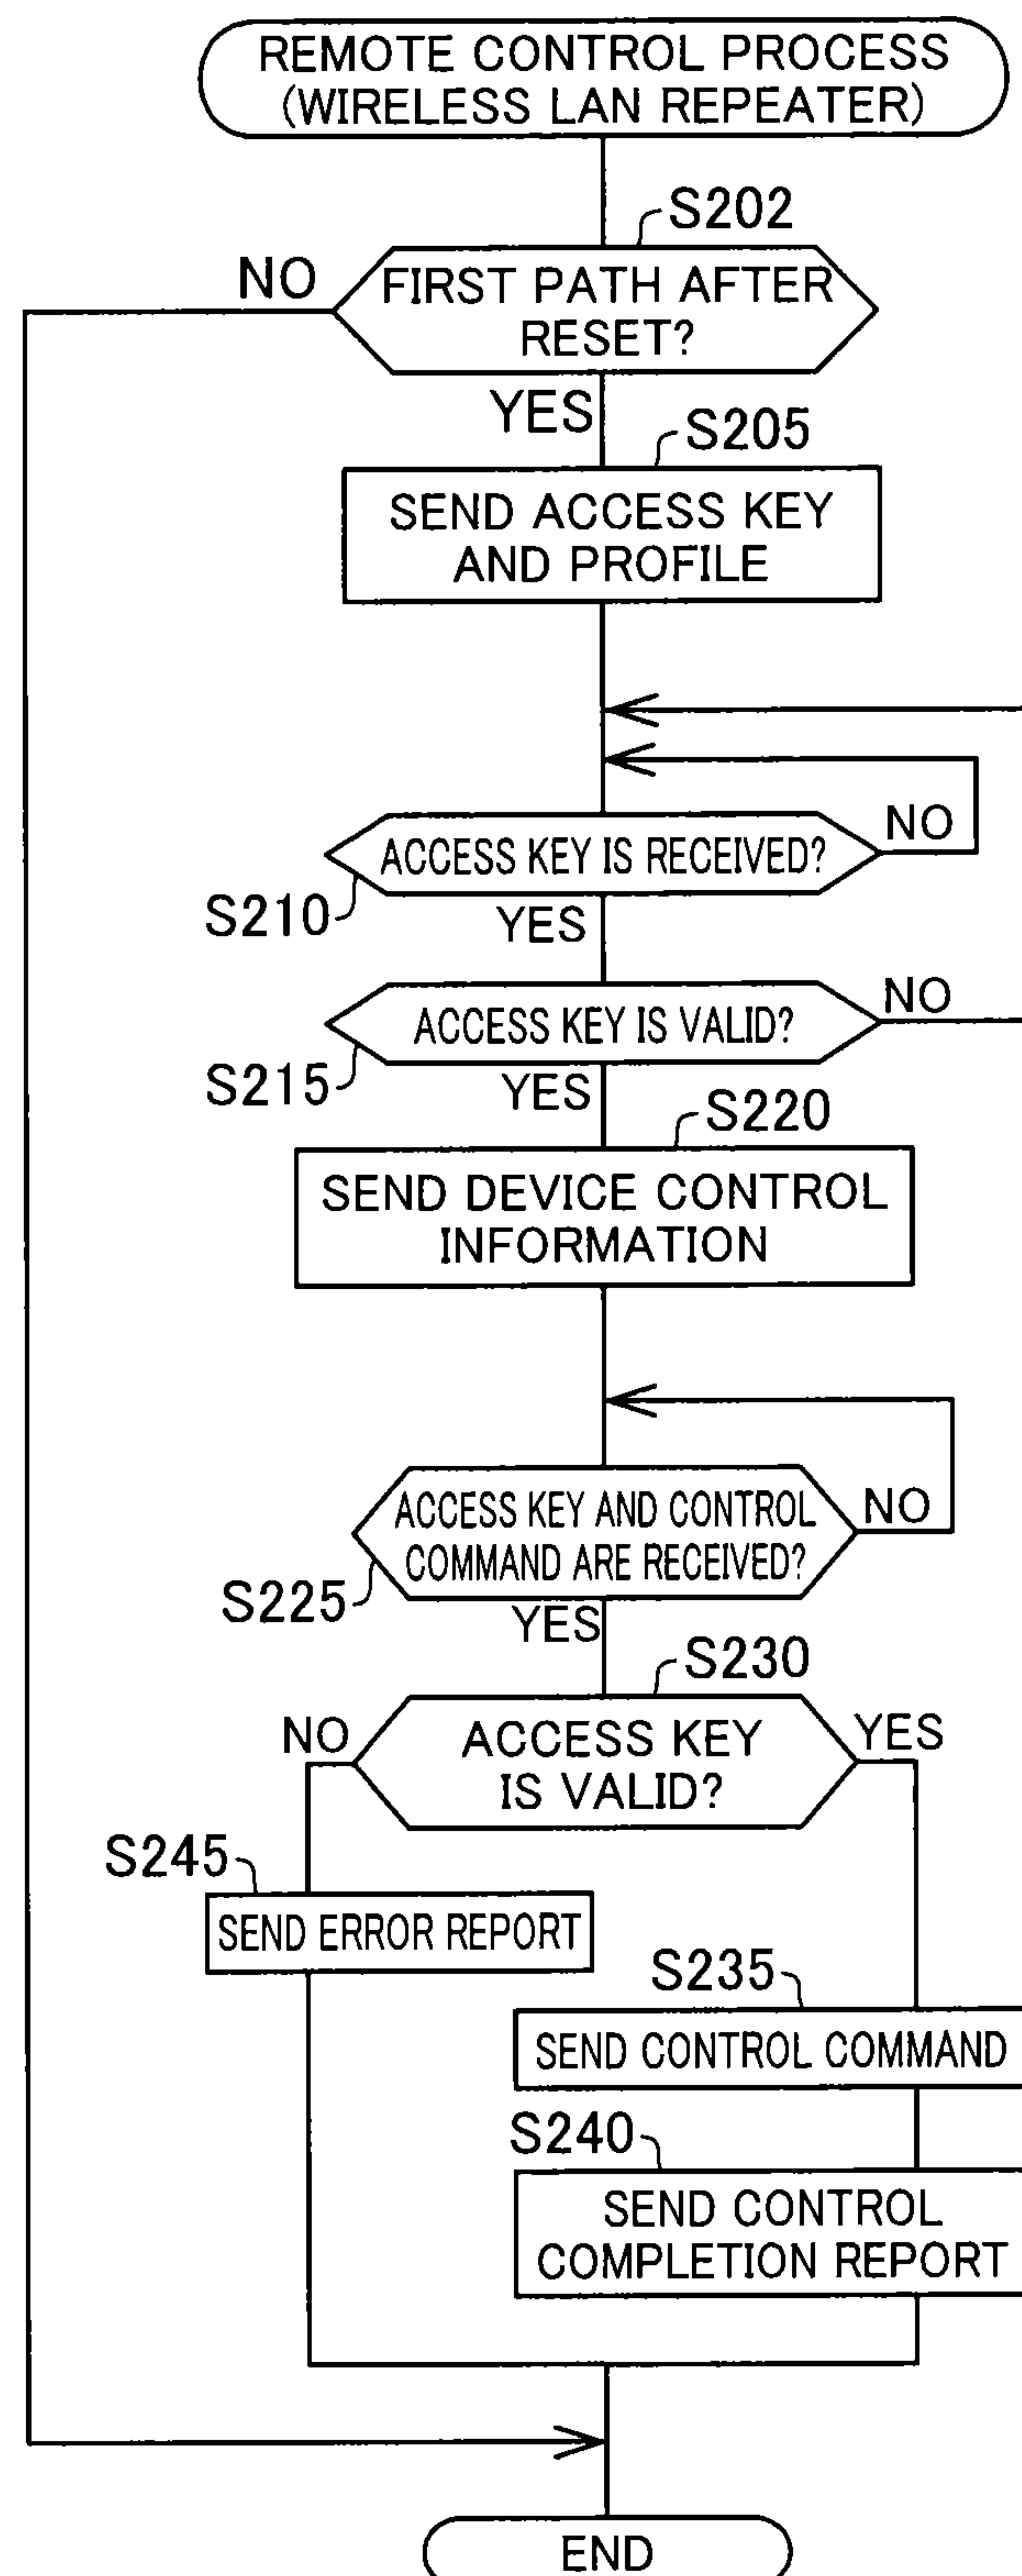 REMOTE CONTROL PROCESS
(WIRELESS LAN REPEATER)
S202
NO
FIRST PATH AFTER
RESET?
YES
S205
SEND ACCESS KEY
AND PROFILE
NO
ACCESS KEY IS RECEIVED?
S210
YES
NO
ACCESS KEY IS VALID?
S215
YES
S220
SEND DEVICE CONTROL
INFORMATION
ACCESS KEY AND CONTROL
COMMAND ARE RECEIVED?
NO
S225
YES
S230
NO
ACCESS KEY
IS VALID?
YES
S245
SEND ERROR REPORT
S235
SEND CONTROL COMMAND
S240
SEND CONTROL
COMPLETION REPORT
END